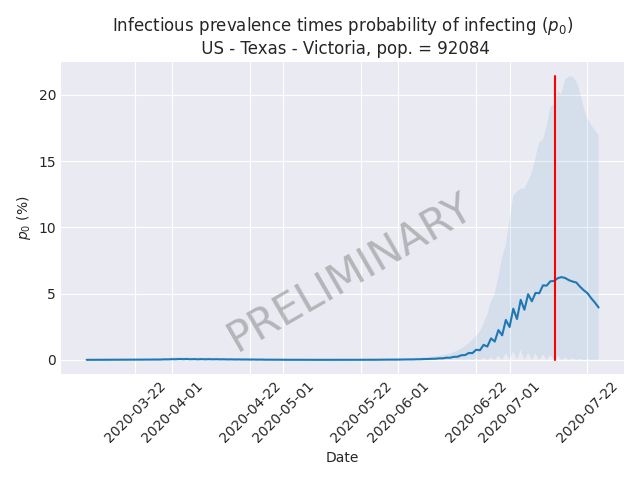 Infectious prevalence times probability of infecting (p₀)
US - Texas - Victoria, pop. = 92084
20
15
10
5
0
p₀ (%)
PRELIMINARY
2020-03-22
2020-04-01
2020-04-22
2020-05-01
2020-05-22
2020-06-01
2020-06-22
2020-07-01
2020-07-22
Date